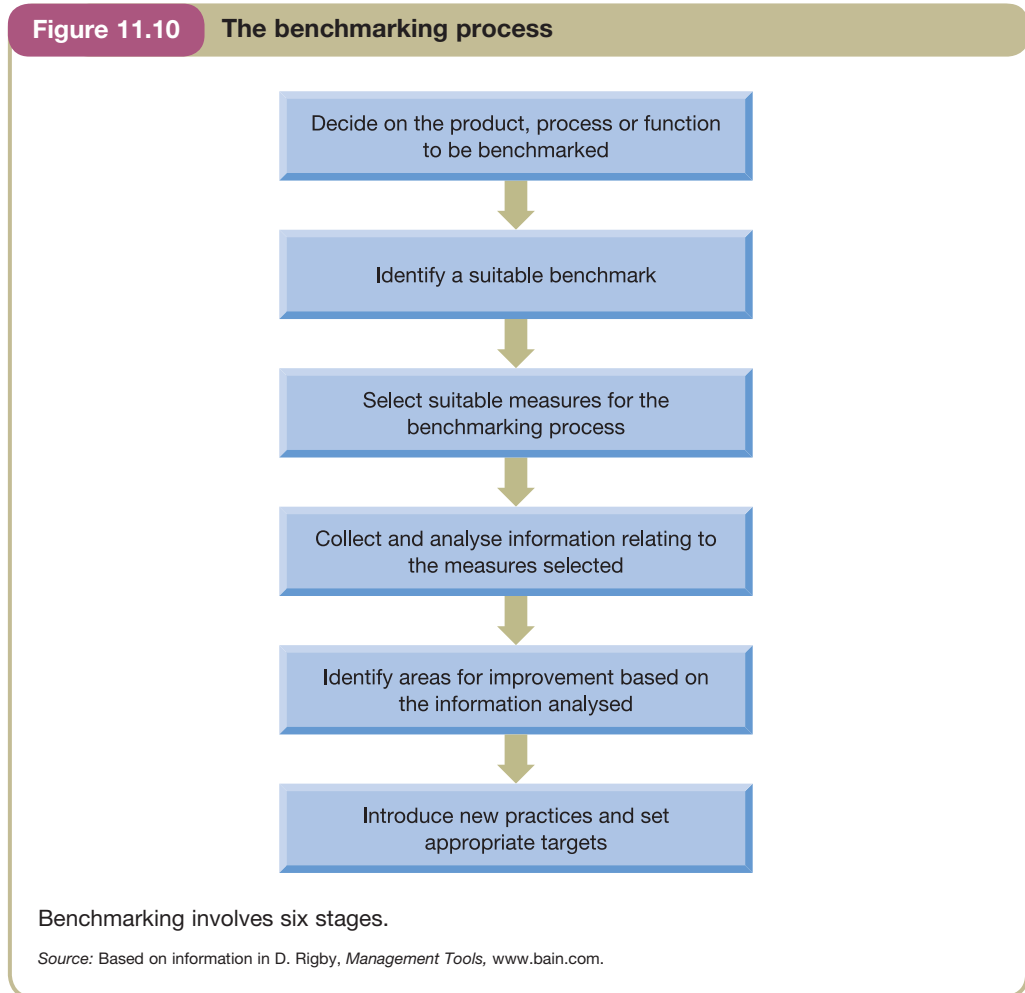 Figure 11.10
The benchmarking process
Decide on the product, process or function
to be benchmarked
Identify a suitable benchmark
Select suitable measures for the
benchmarking process
Collect and analyse information relating to
the measures selected
Identify areas for improvement based on
the information analysed
Introduce new practices and set
appropriate targets
Benchmarking involves six stages.
Source: Based on information in D. Rigby, Management Tools, www.bain.com.